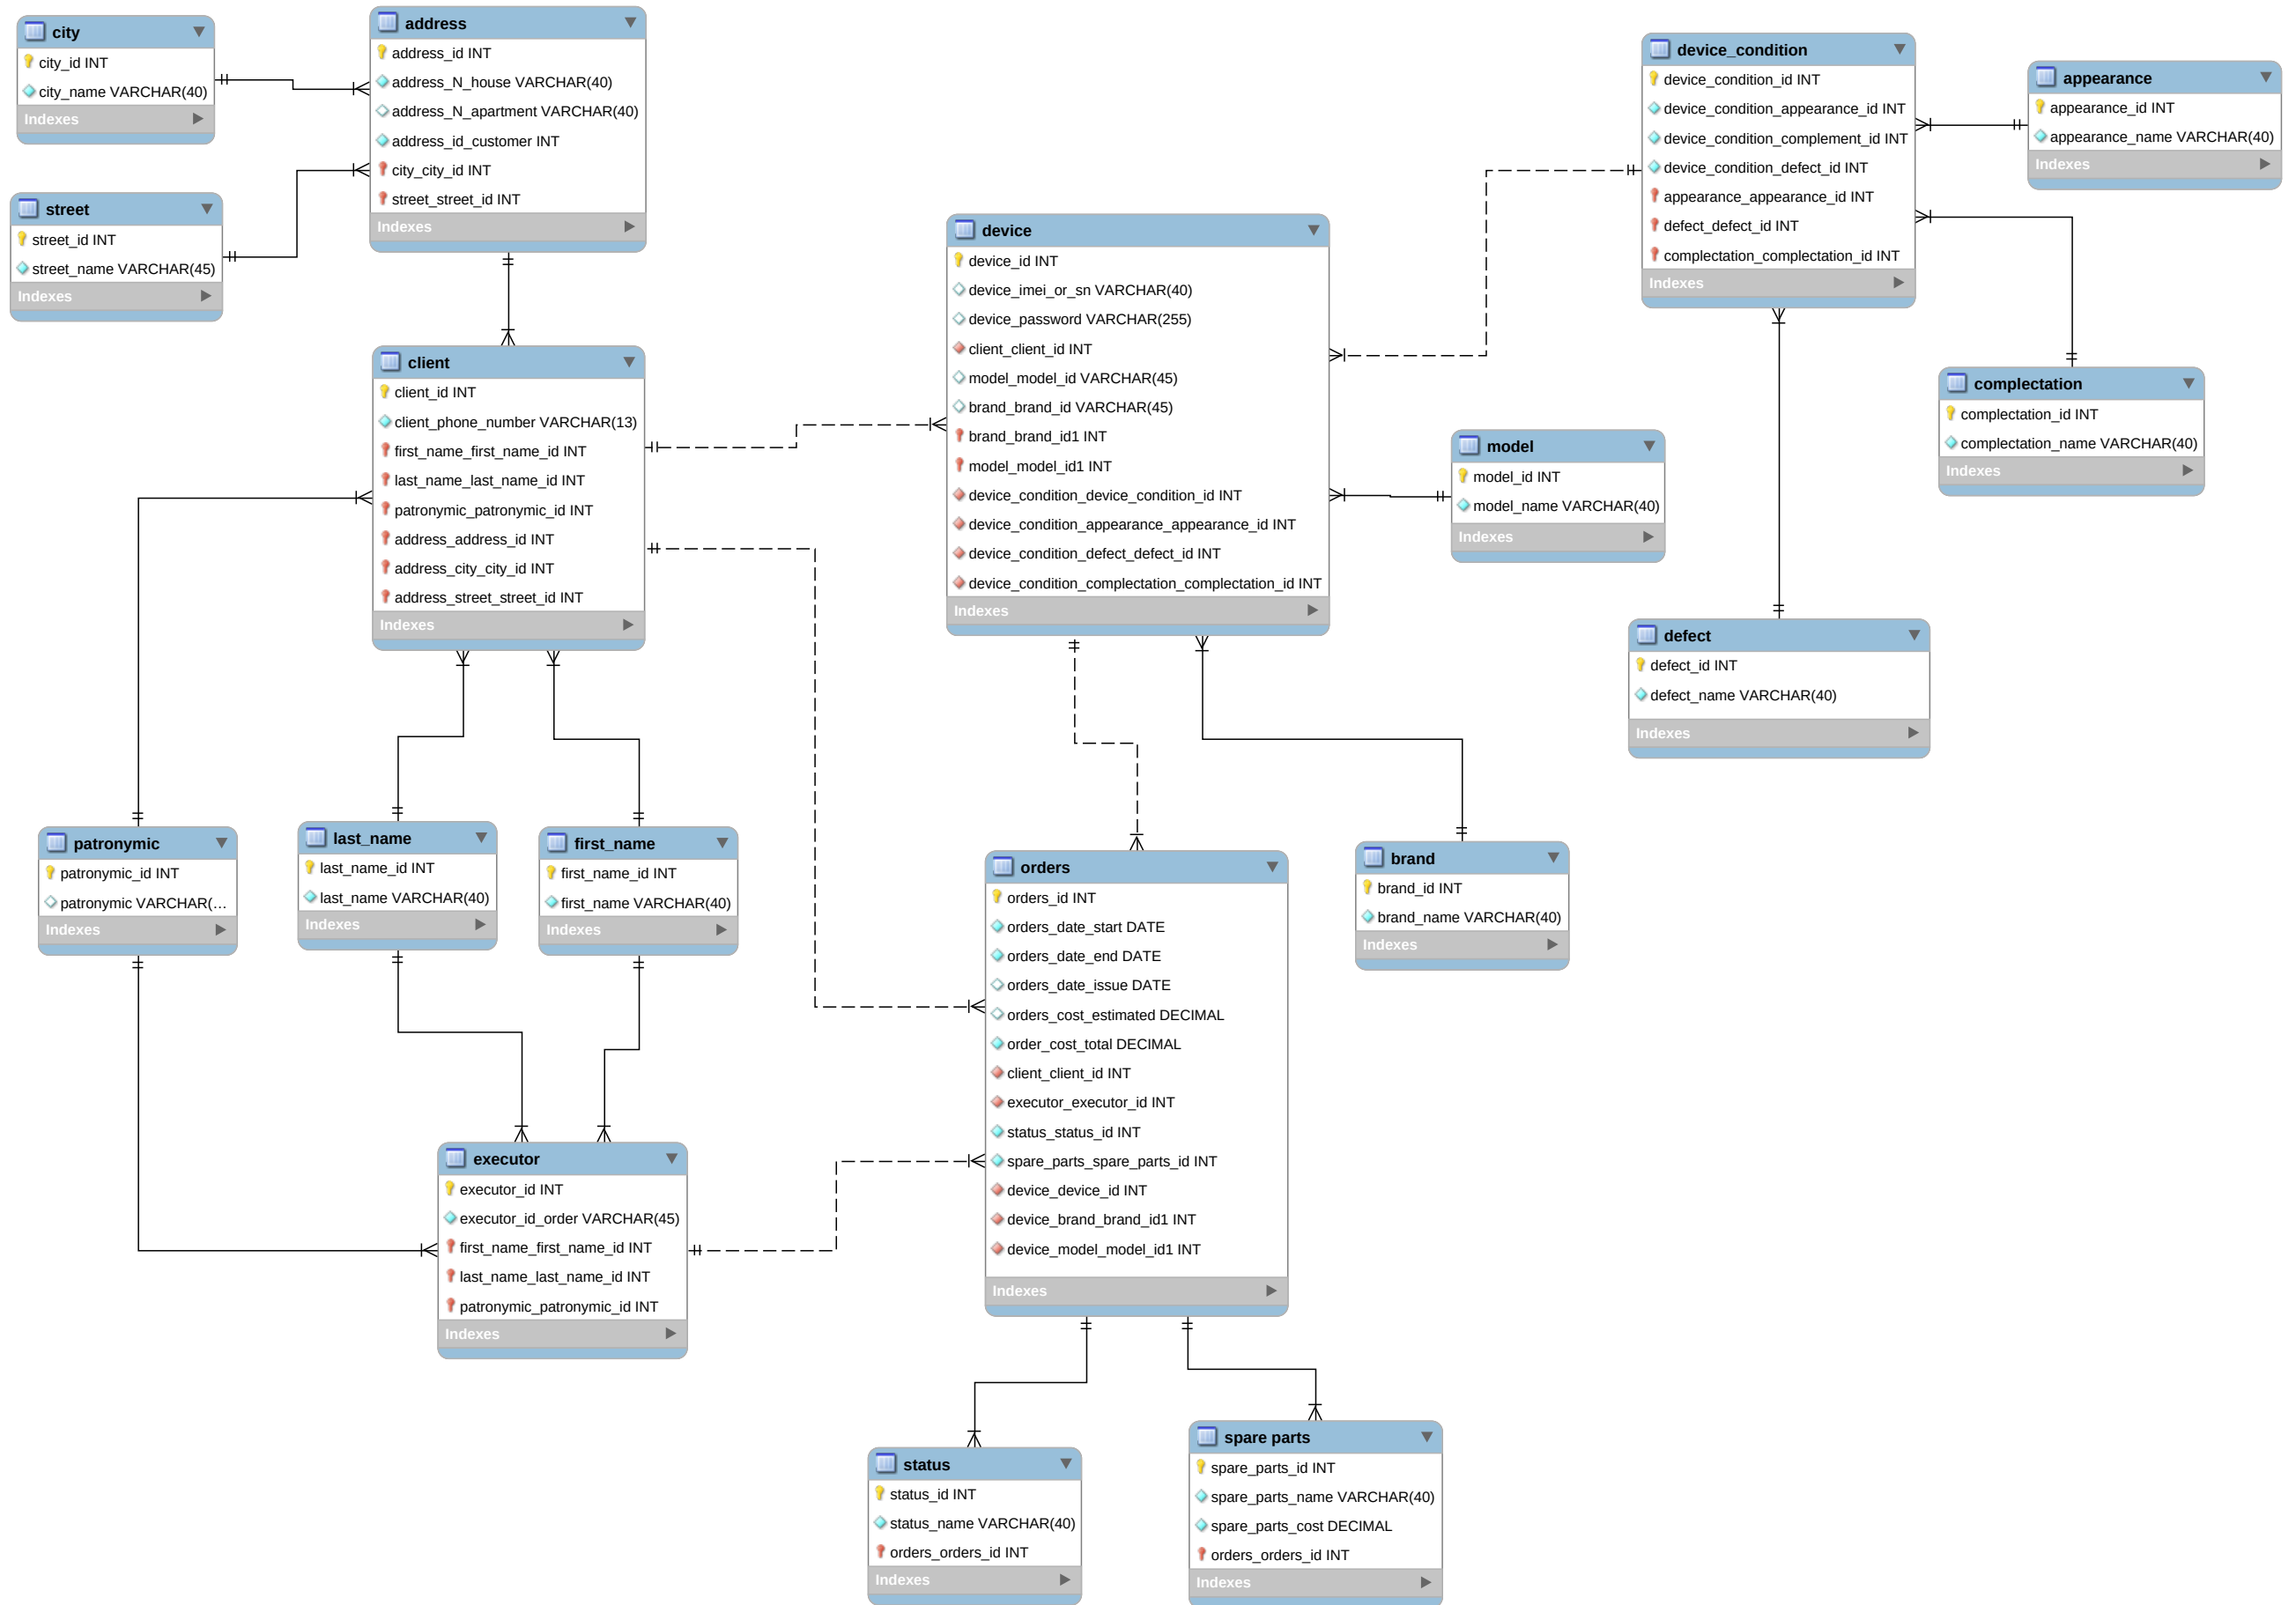 city
city_id INT
city_name VARCHAR(40)
Indexes
address
address_id INT
address_N_house VARCHAR(40)
address_N_apartment VARCHAR(40)
address_id_customer INT
city_city_id INT
street_street_id INT
Indexes
street
street_id INT
street_name VARCHAR(45)
Indexes
client
client_id INT
client_phone_number VARCHAR(13)
first_name_first_name_id INT
last_name_last_name_id INT
patronymic_patronymic_id INT
address_address_id INT
address_city_city_id INT
address_street_street_id INT
Indexes
device
device_id INT
device_imei_or_sn VARCHAR(40)
device_password VARCHAR(255)
client_client_id INT
model_model_id VARCHAR(45)
brand_brand_id VARCHAR(45)
brand_brand_id1 INT
model_model_id1 INT
device_condition_device_condition_id INT
device_condition_appearance_appearance_id INT
device_condition_defect_defect_id INT
device_condition_complectation_complectation_id INT
Indexes
device_condition
device_condition_id INT
device_condition_appearance_id INT
device_condition_complement_id INT
device_condition_defect_id INT
appearance_appearance_id INT
defect_defect_id INT
complectation_complectation_id INT
Indexes
appearance
appearance_id INT
appearance_name VARCHAR(40)
Indexes
complectation
complectation_id INT
complectation_name VARCHAR(40)
Indexes
model
model_id INT
model_name VARCHAR(40)
Indexes
defect
defect_id INT
defect_name VARCHAR(40)
Indexes
patronymic
patronymic_id INT
patronymic VARCHAR(…
Indexes
last_name
last_name_id INT
last_name VARCHAR(40)
Indexes
first_name
first_name_id INT
first_name VARCHAR(40)
Indexes
orders
orders_id INT
orders_date_start DATE
orders_date_end DATE
orders_date_issue DATE
orders_cost_estimated DECIMAL
order_cost_total DECIMAL
client_client_id INT
executor_executor_id INT
status_status_id INT
spare_parts_spare_parts_id INT
device_device_id INT
device_brand_brand_id1 INT
device_model_model_id1 INT
Indexes
brand
brand_id INT
brand_name VARCHAR(40)
Indexes
executor
executor_id INT
executor_id_order VARCHAR(45)
first_name_first_name_id INT
last_name_last_name_id INT
patronymic_patronymic_id INT
Indexes
status
status_id INT
status_name VARCHAR(40)
orders_orders_id INT
Indexes
spare parts
spare_parts_id INT
spare_parts_name VARCHAR(40)
spare_parts_cost DECIMAL
orders_orders_id INT
Indexes